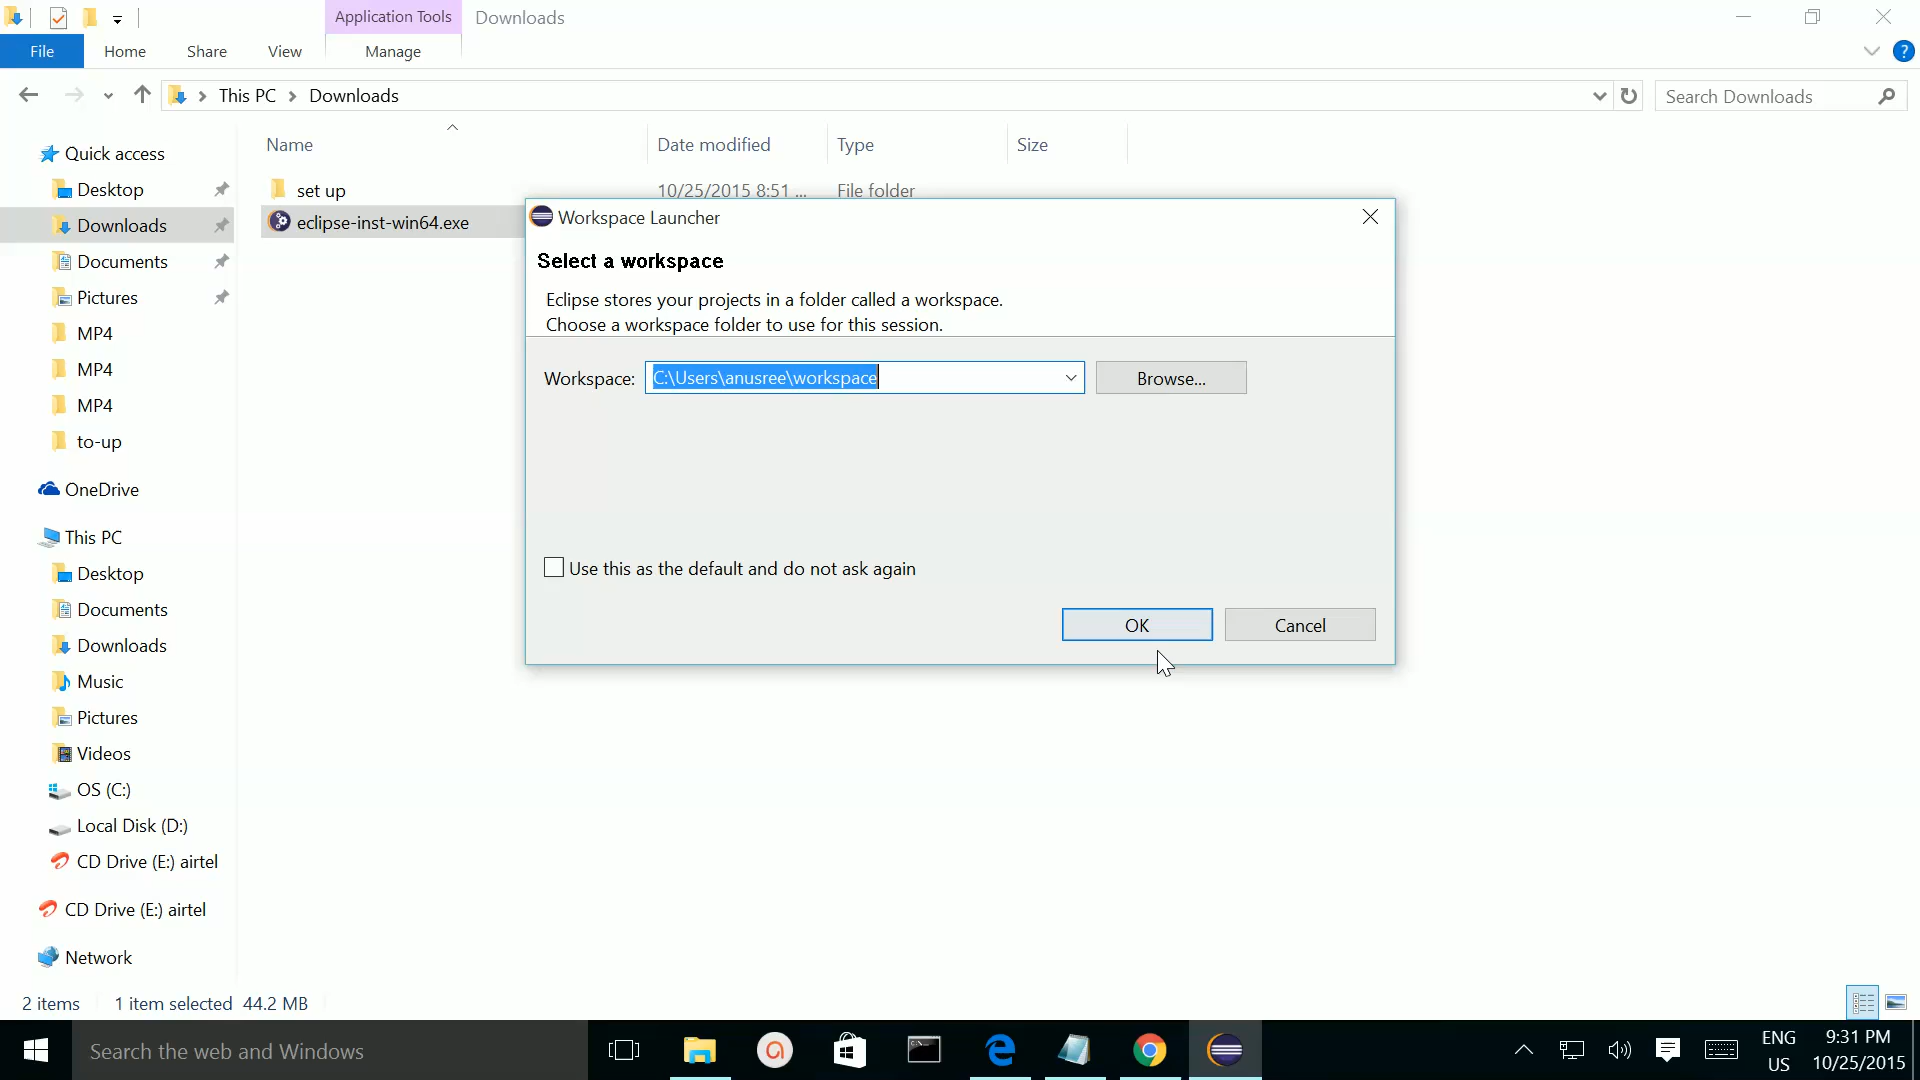 Application Tools
Downloads
File
Home
Share
View
Manage
?
This PC
Downloads
Search Downloads
Name
Date modified
Type
Size
Quick access
Desktop
Downloads
Documents
Pictures
MP4
MP4
MP4
to-up
OneDrive
This PC
Desktop
Documents
Downloads
Music
Pictures
Videos
OS (C:)
Local Disk (D:)
CD Drive (E:) airtel
CD Drive (E:) airtel
Network
set up
10/25/2015 8:51 ...
File folder
eclipse-inst-win64.exe
Workspace Launcher
Select a workspace
Eclipse stores your projects in a folder called a workspace.
Choose a workspace folder to use for this session.
Workspace:
C:\Users\anusree\workspace
Browse...
Use this as the default and do not ask again
OK
Cancel
2 items
1 item selected 44.2 MB
Search the web and Windows
ENG
US
9:31 PM
10/25/2015